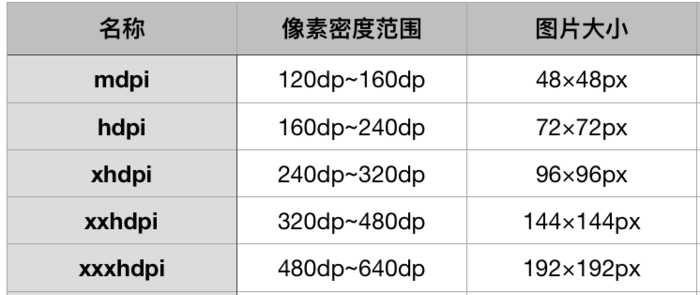 名称 像素密度范围 图片大小
mdpi 120dp~160dp 48×48px
hdpi 160dp~240dp 72×72px
xhdpi 240dp~320dp 96×96px
xxhdpi 320dp~480dp 144×144px
xxxhdpi 480dp~640dp 192×192px